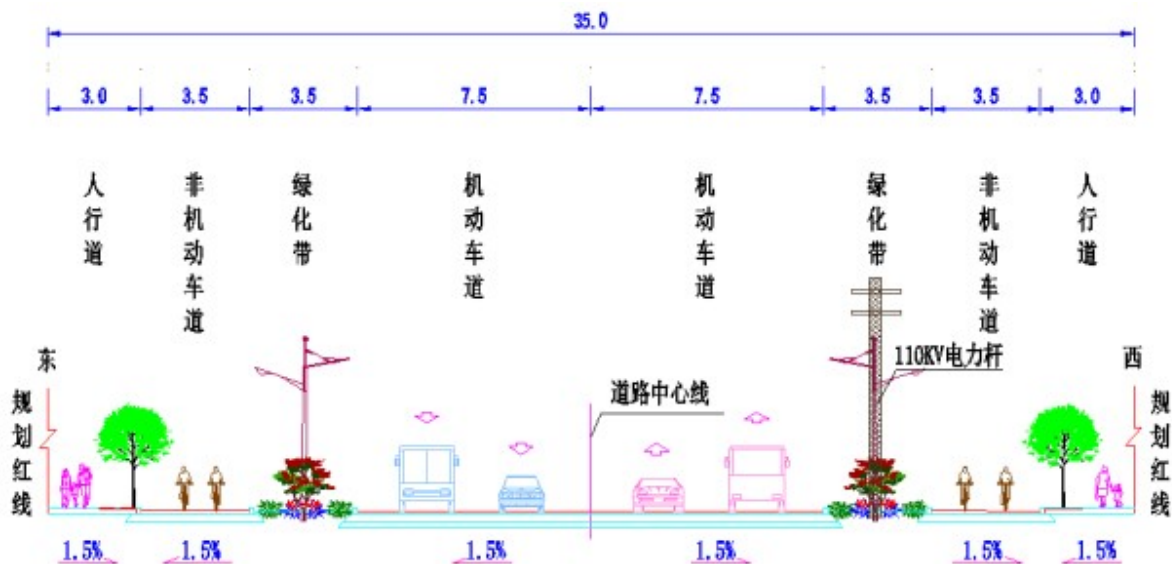 35.0
3.0 3.5 3.5 7.5 7.5 3.5 3.5 3.0
人行道
非机动车道
绿化带
机动车道
机动车道
绿化带
非机动车道
人行道
东
西
110KV电力杆
道路中心线
规划红线
规划红线
1.5% 1.5% 1.5% 1.5% 1.5% 1.5%